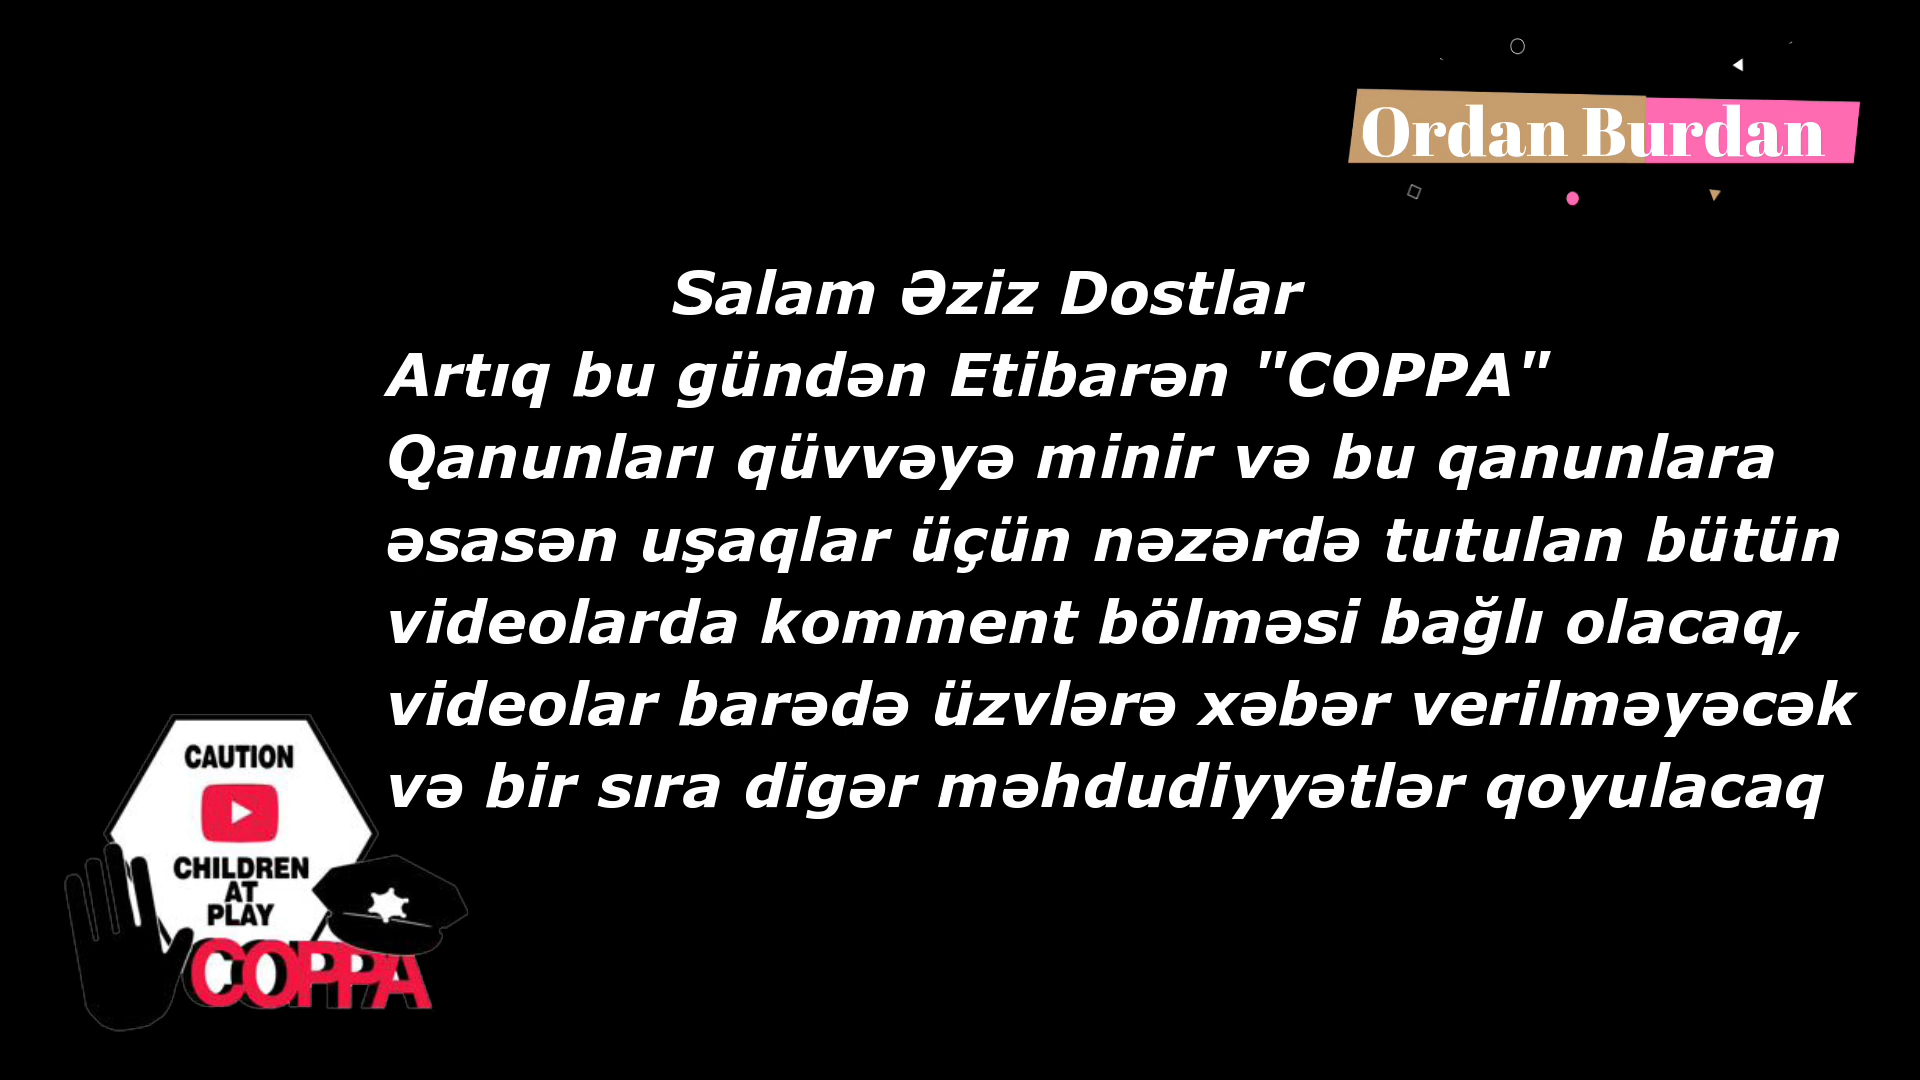 Ordan Burdan
Salam Əziz Dostlar
Artıq bu gündən Etibarən "COPPA"
Qanunları qüvvəyə minir və bu qanunlara
əsasən uşaqlar üçün nəzərdə tutulan bütün
videolarda komment bölməsi bağlı olacaq,
videolar barədə üzvlərə xəbər verilməyəcək
və bir sıra digər məhdudiyyətlər qoyulacaq
CAUTION
CHILDREN
AT
PLAY
COPPA